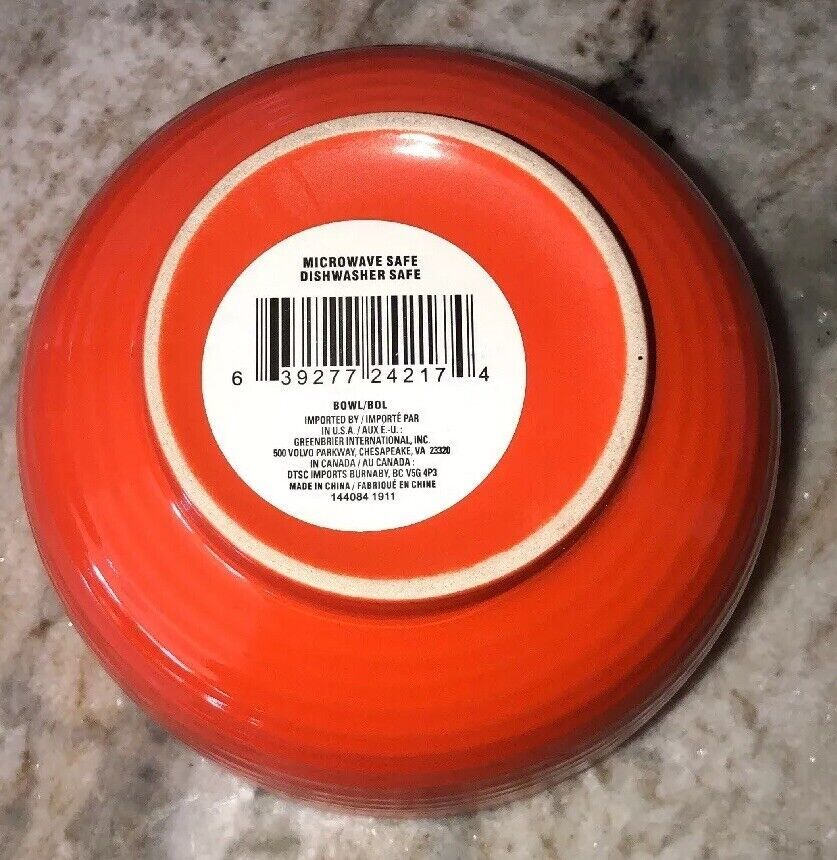 MICROWAVE SAFE
DISHWASHER SAFE
6 39277 24217 4
BOWL/BOL
IMPORTED BY / IMPORTÉ PAR
IN U.S.A. / AUX E.-U. :
GREENBRIER INTERNATIONAL, INC.
500 VOLVO PARKWAY, CHESAPEAKE, VA 23320
IN CANADA / AU CANADA :
DTSC IMPORTS BURNABY, BC V5G 4P3
MADE IN CHINA / FABRIQUÉ EN CHINE
144084 1911